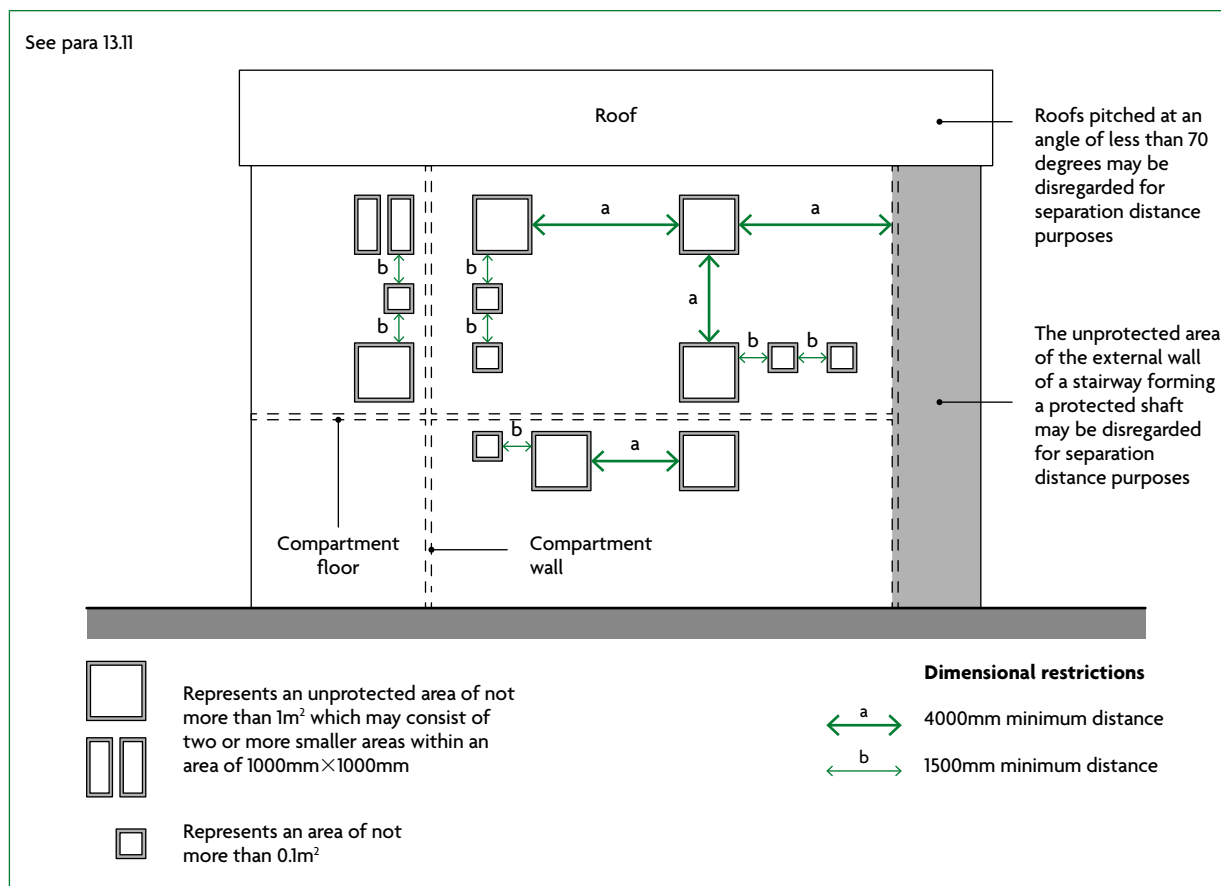 See para 13.11
Roof
Roofs pitched at an
angle of less than 70
degrees may be
disregarded for
separation distance
purposes
a
a
b
b
a
b
b
b
b
The unprotected area
of the external wall
of a stairway forming
a protected shaft
may be disregarded
for separation
distance purposes
b
a
Compartment
floor
Compartment
wall
Represents an unprotected area of not
more than 1m² which may consist of
two or more smaller areas within an
area of 1000mm×1000mm
Represents an area of not
more than 0.1m²
Dimensional restrictions
a
4000mm minimum distance
b
1500mm minimum distance